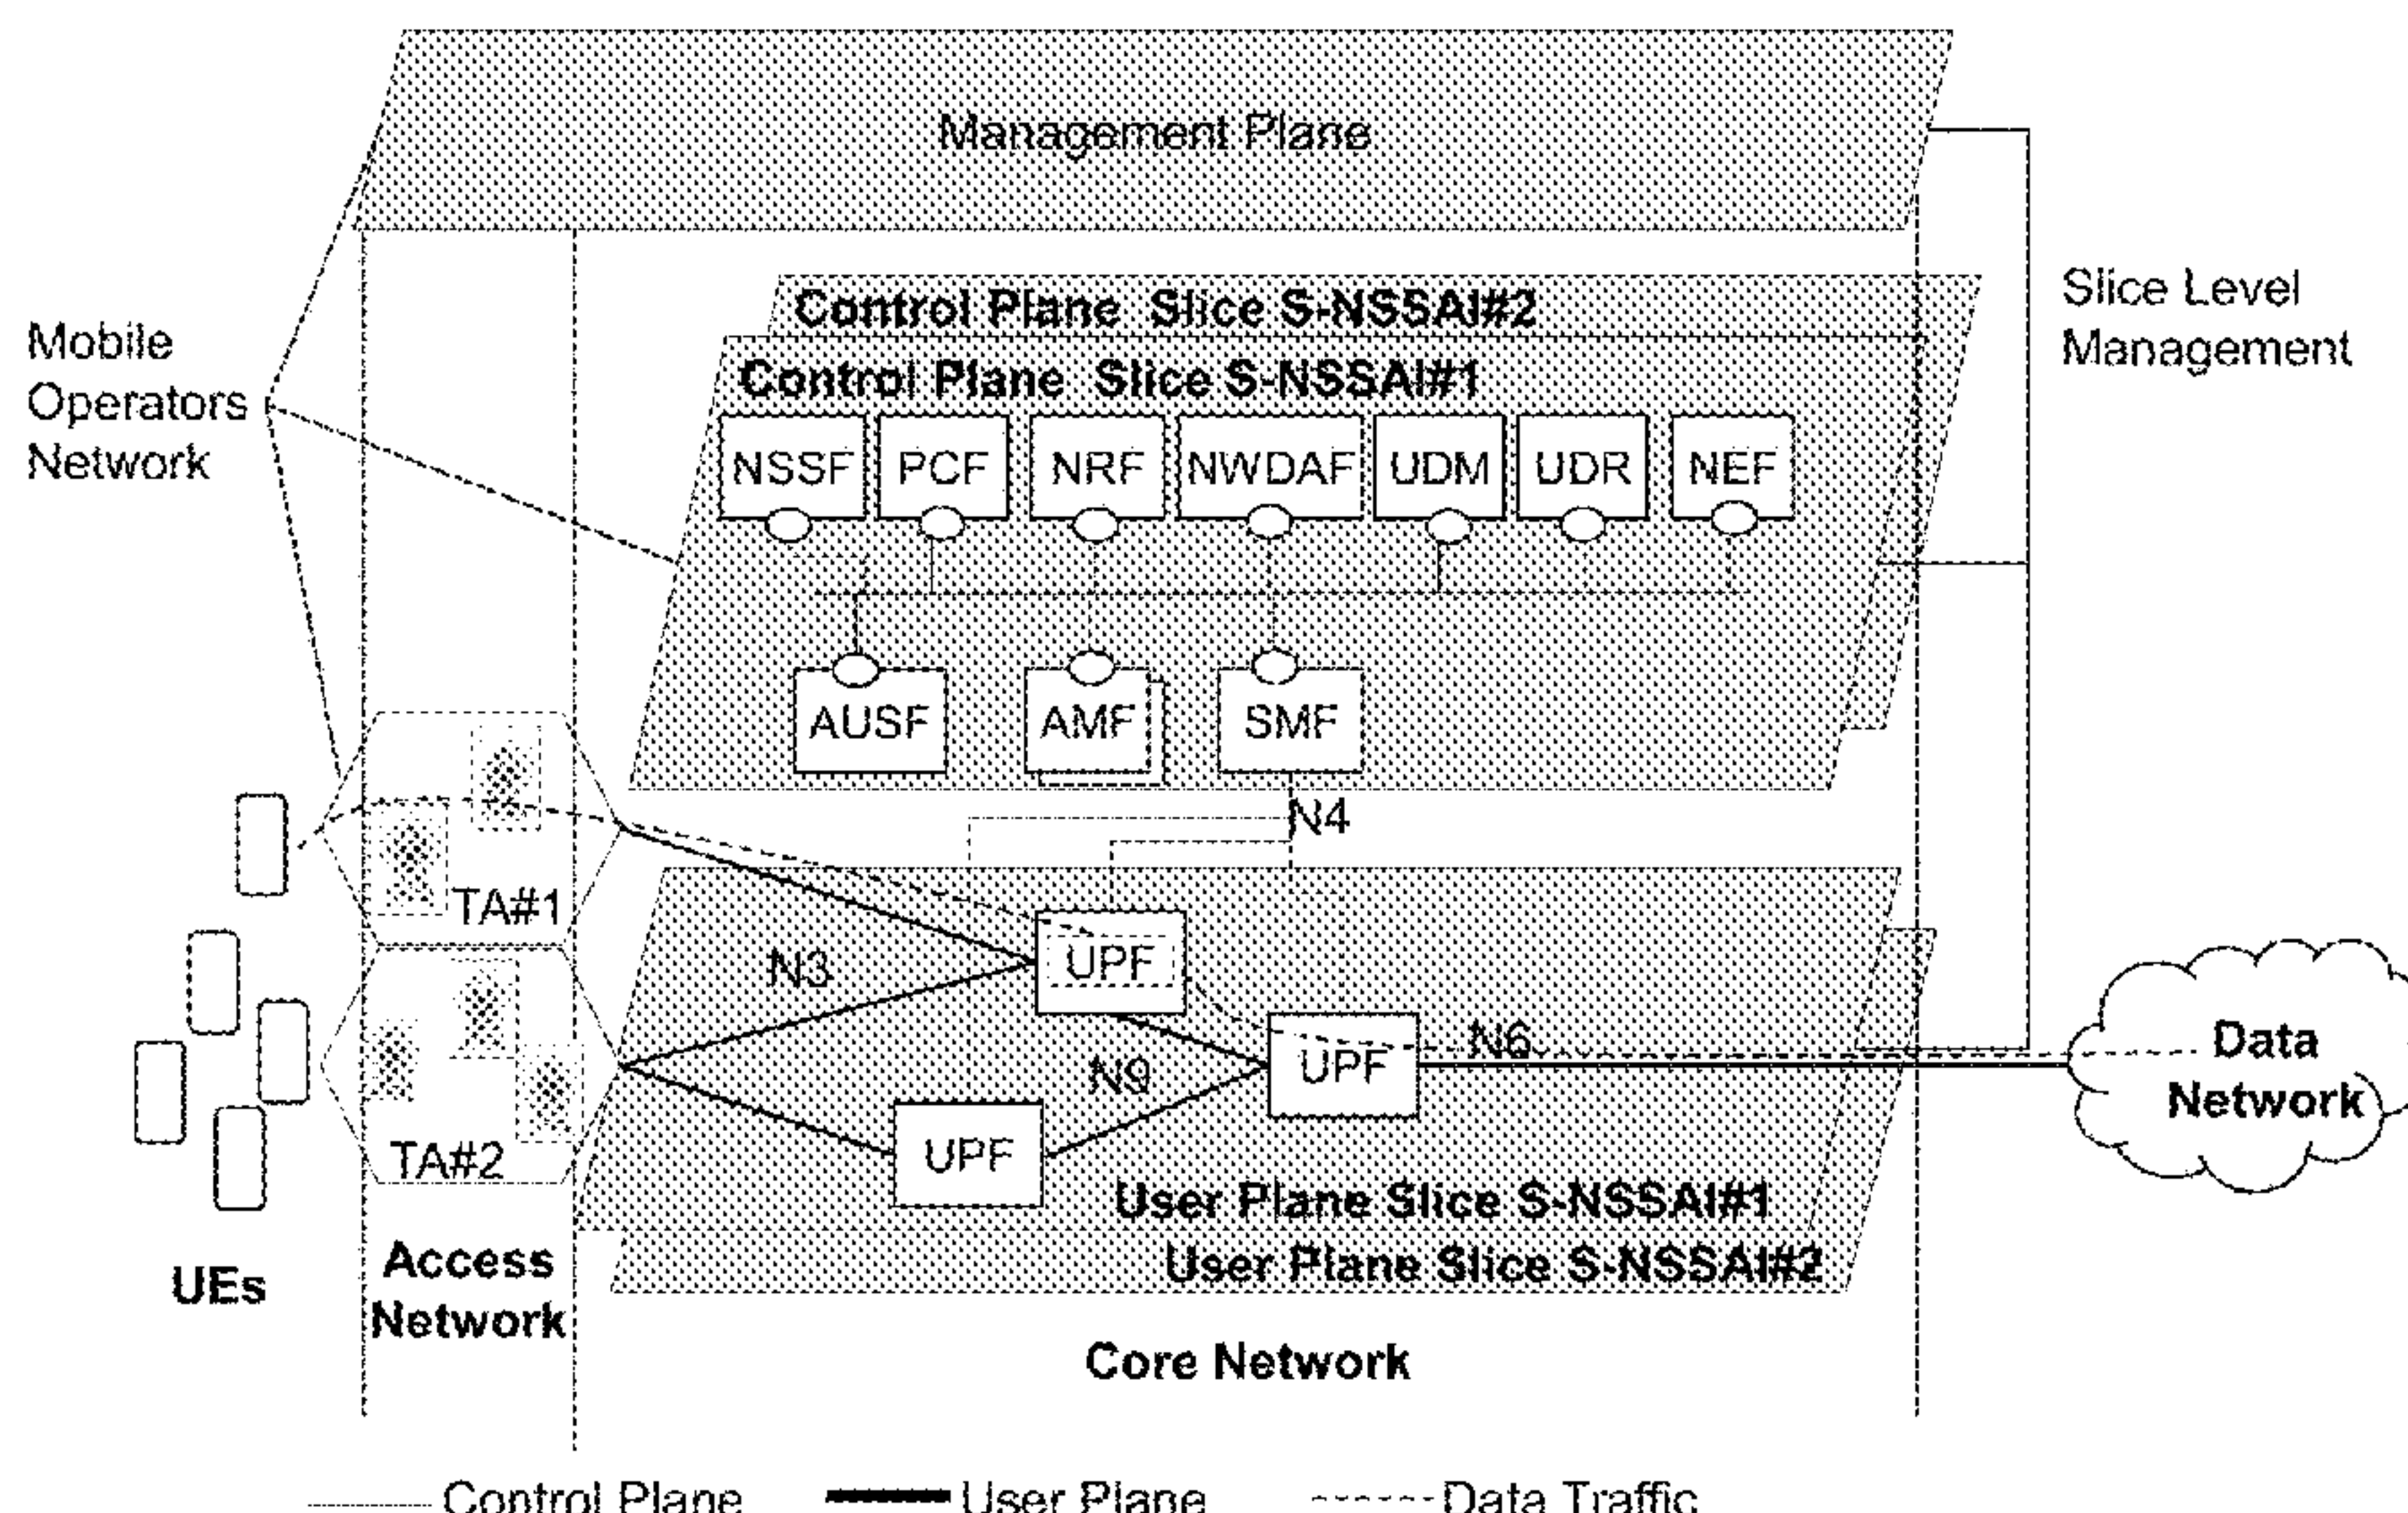 Management Plane
Slice Level
Management
Mobile
Operators
Network
Control Plane Slice S-NSSAI#2
Control Plane Slice S-NSSAI#1
NSSF PCF NRF NWDAF UDM UDR NEF
AUSF AMF SMF
N4
TA#1
N3
UPF
N6
UPF
N9
UPF
TA#2
Data
Network
User Plane Slice S-NSSAI#1
User Plane Slice S-NSSAI#2
UEs
Access
Network
Core Network
Control Plane User Plane Data Traffic